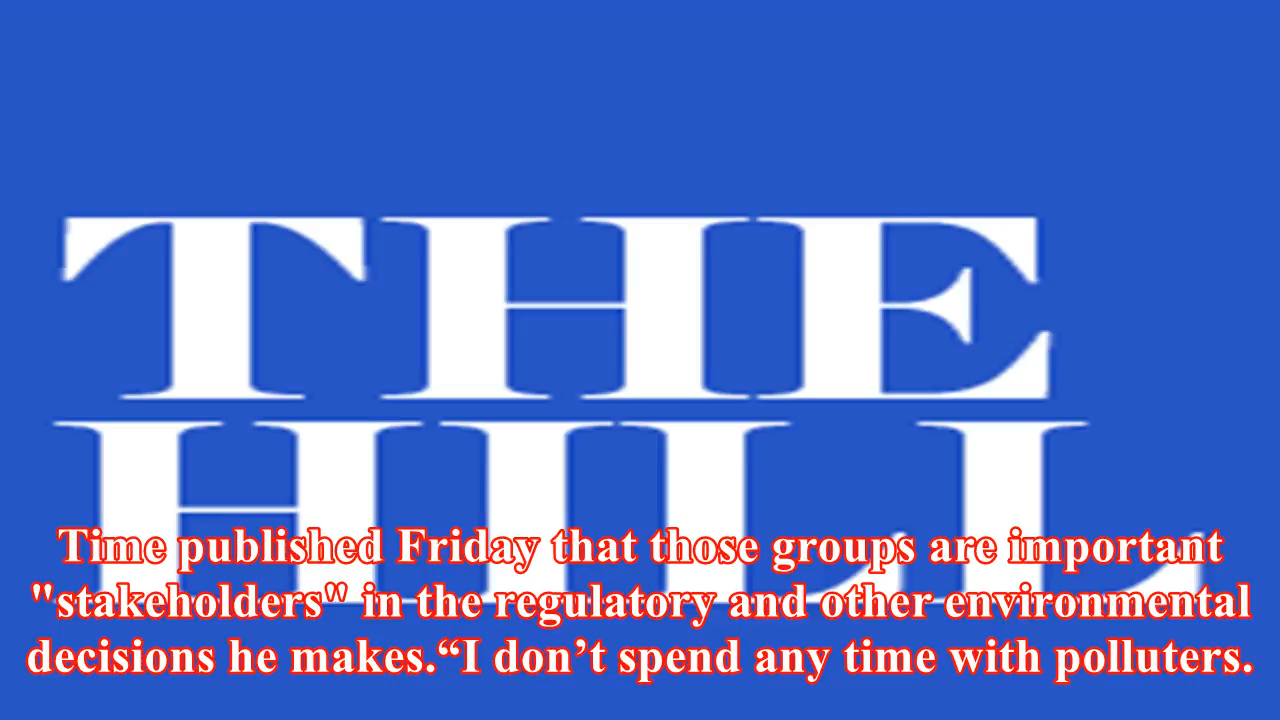 THE
HILL
Time published Friday that those groups are important
"stakeholders" in the regulatory and other environmental
decisions he makes.“I don’t spend any time with polluters.